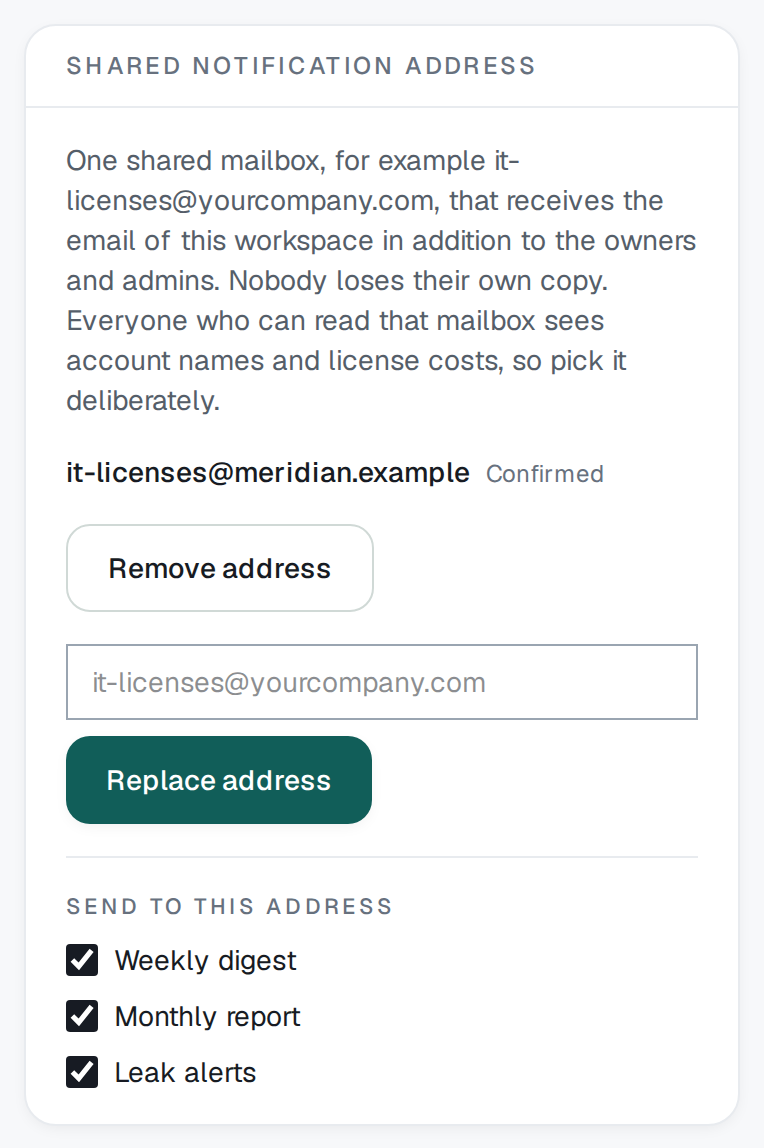 SHARED NOTIFICATION ADDRESS
One shared mailbox, for example it-
licenses@yourcompany.com, that receives the
email of this workspace in addition to the owners
and admins. Nobody loses their own copy.
Everyone who can read that mailbox sees
account names and license costs, so pick it
deliberately.
it-licenses@meridian.example Confirmed
Remove address
it-licenses@yourcompany.com
Replace address
SEND TO THIS ADDRESS
Weekly digest
Monthly report
Leak alerts